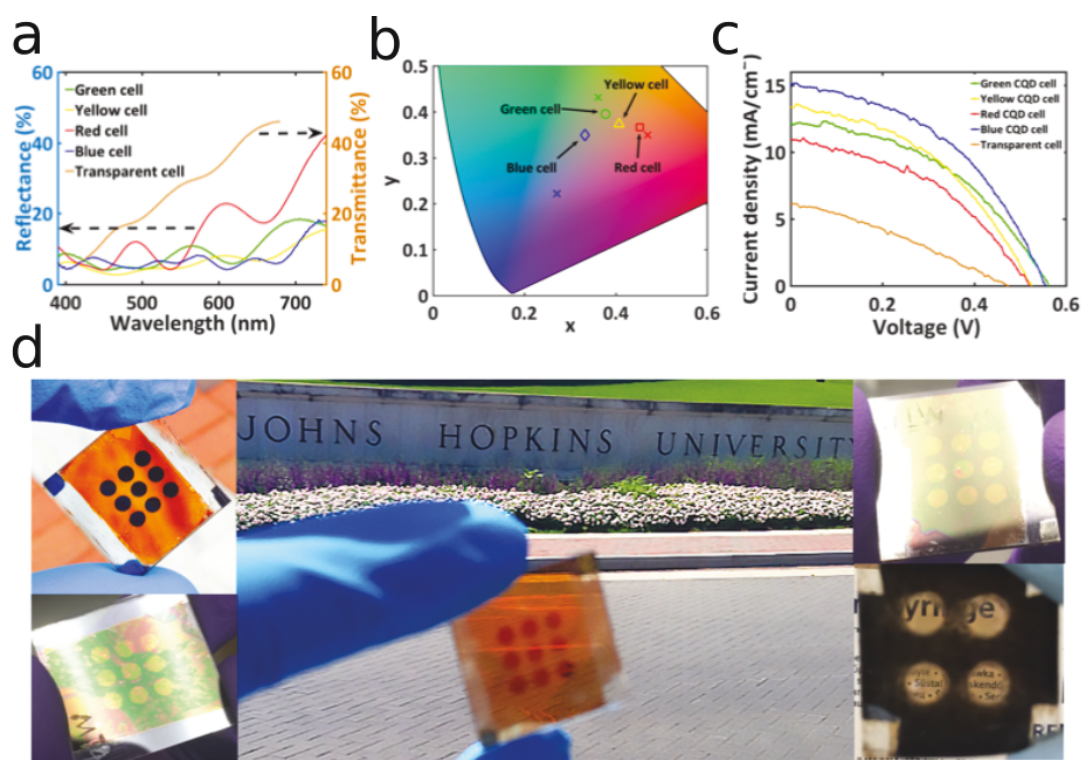 a
b
c
60
40
20
0
Reflectance (%)
Green cell
Yellow cell
Red cell
Blue cell
Transparent cell
60
40
20
0
Transmittance (%)
400 500 600 700
Wavelength (nm)
0.5
0.4
0.3
0.2
0.1
0
y
Yellow cell
Green cell
Blue cell
Red cell
0 0.2 0.4 0.6
x
15
10
5
0
Current density (mA/cm⁻
Green CQD cell
Yellow CQD cell
Red CQD cell
Blue CQD cell
Transparent cell
0 0.2 0.4 0.6
Voltage (V)
d
JOHNS HOPKINS UNIVERSITY